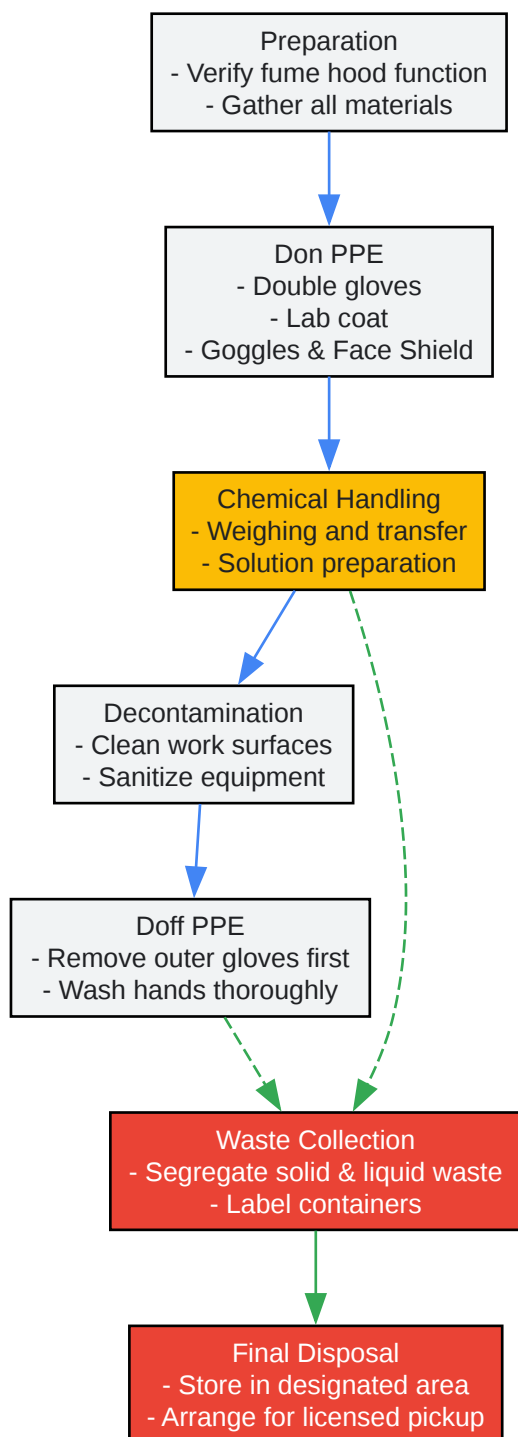 Preparation
- Verify fume hood function
- Gather all materials
Don PPE
- Double gloves
- Lab coat
- Goggles & Face Shield
Chemical Handling
- Weighing and transfer
- Solution preparation
Decontamination
- Clean work surfaces
- Sanitize equipment
Doff PPE
- Remove outer gloves first
- Wash hands thoroughly
Waste Collection
- Segregate solid & liquid waste
- Label containers
Final Disposal
- Store in designated area
- Arrange for licensed pickup